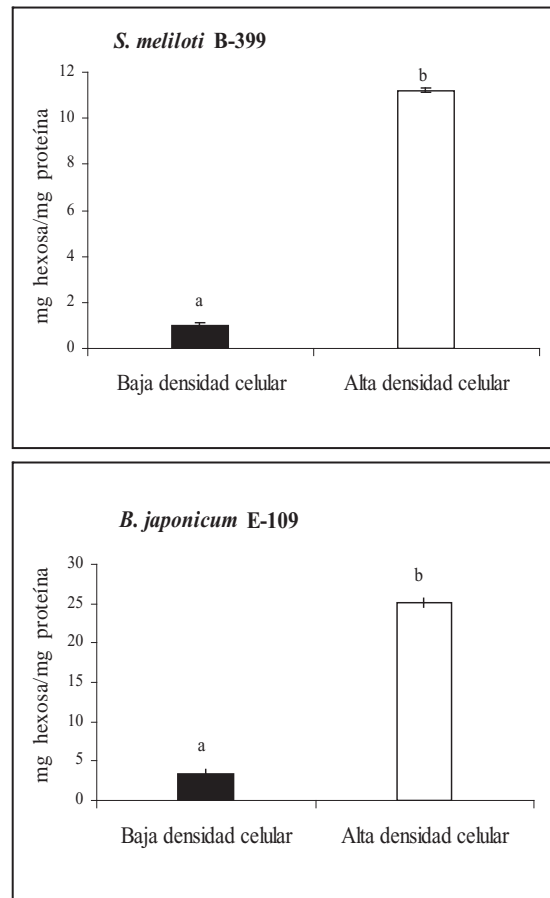 S. meliloti B-399
mg hexosa/mg proteína
12
10
8
6
4
2
0
a
b
Baja densidad celular
Alta densidad celular
B. japonicum E-109
mg hexosa/mg proteína
30
25
20
15
10
5
0
a
b
Baja densidad celular
Alta densidad celular